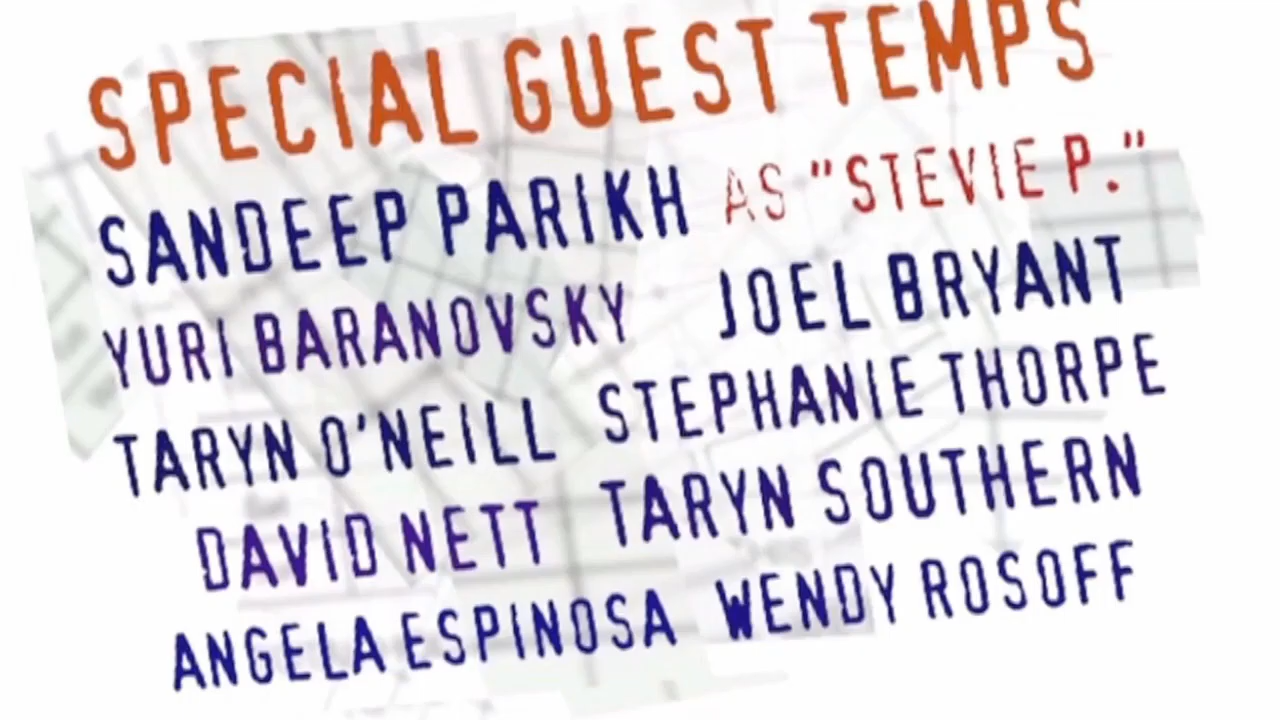 SPECIAL GUEST TEMPS
SANDEEP PARIKH AS "STEVIE P."
YURI BARANOVSKY JOEL BRYANT
TARYN O'NEILL STEPHANIE THORPE
DAVID NETT TARYN SOUTHERN
ANGELA ESPINOSA WENDY ROSOFF